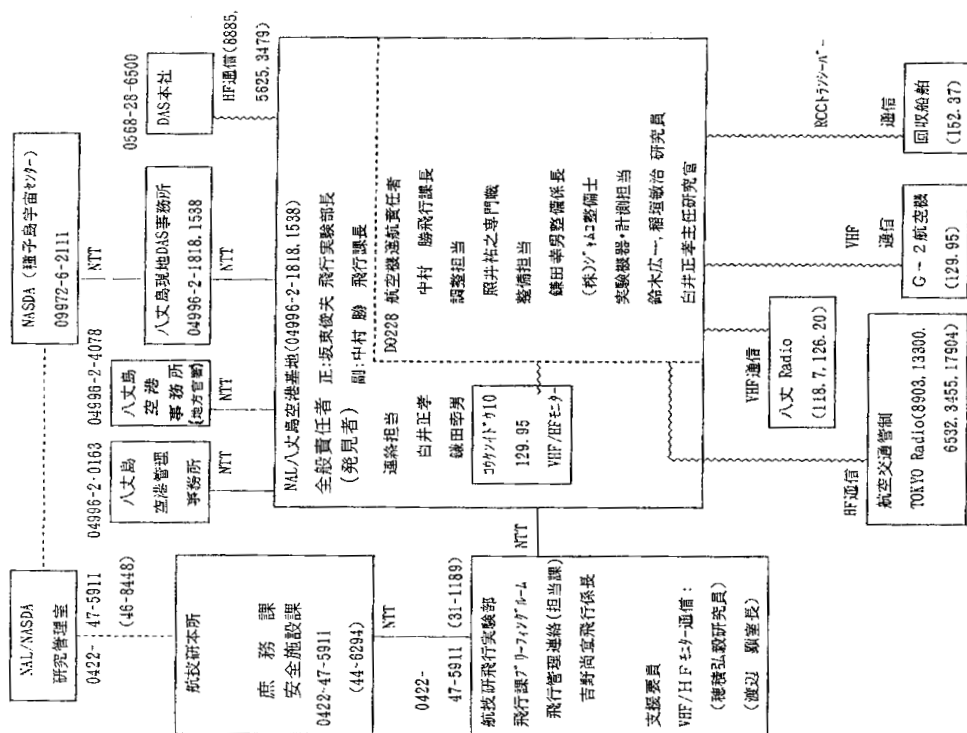 NAL/NASDA
研究管理室
0422- 47-5911
(46-8448)
NASDA (種子島宇宙センター)
09972-6-2111
NTT
航技研本所
庶務課
安全施設課
0422-47-5911
(44-6294)
NTT
04996-2-0163
八丈島
空港管理
事務所
NTT
04996-2-4078
八丈島
空港
事務所
(地方官署)
NTT
八丈島現地DAS事務所
04996-2-1818,1538
NTT
0568-28-6500
DAS本社
HF通信(8885,
5625,3479)
0422-
47-5911 (31-1189)
航技研飛行実験部
飛行課ブリーフィングルーム
飛行管理連絡(担当課)
吉野尚宣飛行係長
支援要員
VHF/HFモニター通信:
(穂積弘毅研究員)
(渡辺 顕室長)
NTT
NAL八丈島空港基地(04996-2-1818,1538)
全般責任者 正:坂東俊夫 飛行実験部長
(発見者) 副:中村 勝 飛行課長
連絡担当
臼井正孝
鎌田幸男
コウケンドウ10
129.95
VHF/HFモニター
DO228 航空機運航責任者
中村 勝飛行課長
調整担当
照井祐之専門職
整備担当
鎌田幸男整備係長
(株)ジャムコ整備士
実験機器・計測担当
鈴木広一,稲垣敏治 研究員
臼井正孝主任研究官
HF通信
航空交通管制
TOKYO Radio(8903,13300,
6532,3455,17904)
VHF通信
八丈 Radio
(118.7,126.20)
VHF
通信
G-2航空機
(129.95)
RCCトランシーバー
通信
回収船舶
(152.37)